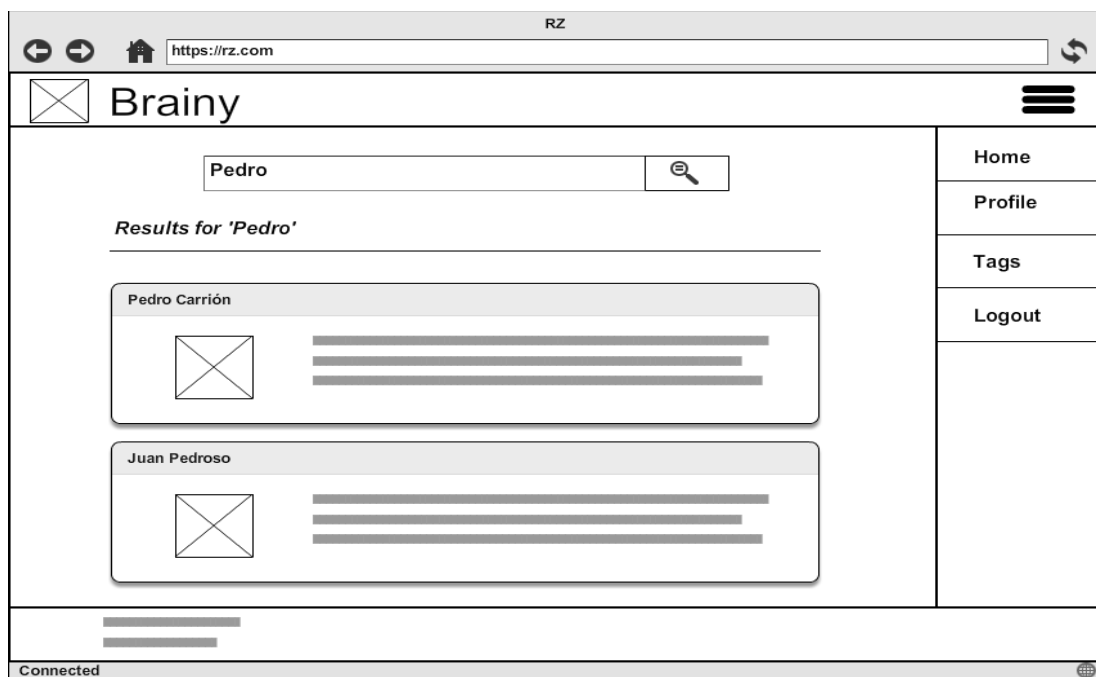 RZ
https://rz.com
Brainy
Pedro
Results for 'Pedro'
Pedro Carrión
Juan Pedroso
Home
Profile
Tags
Logout
Connected